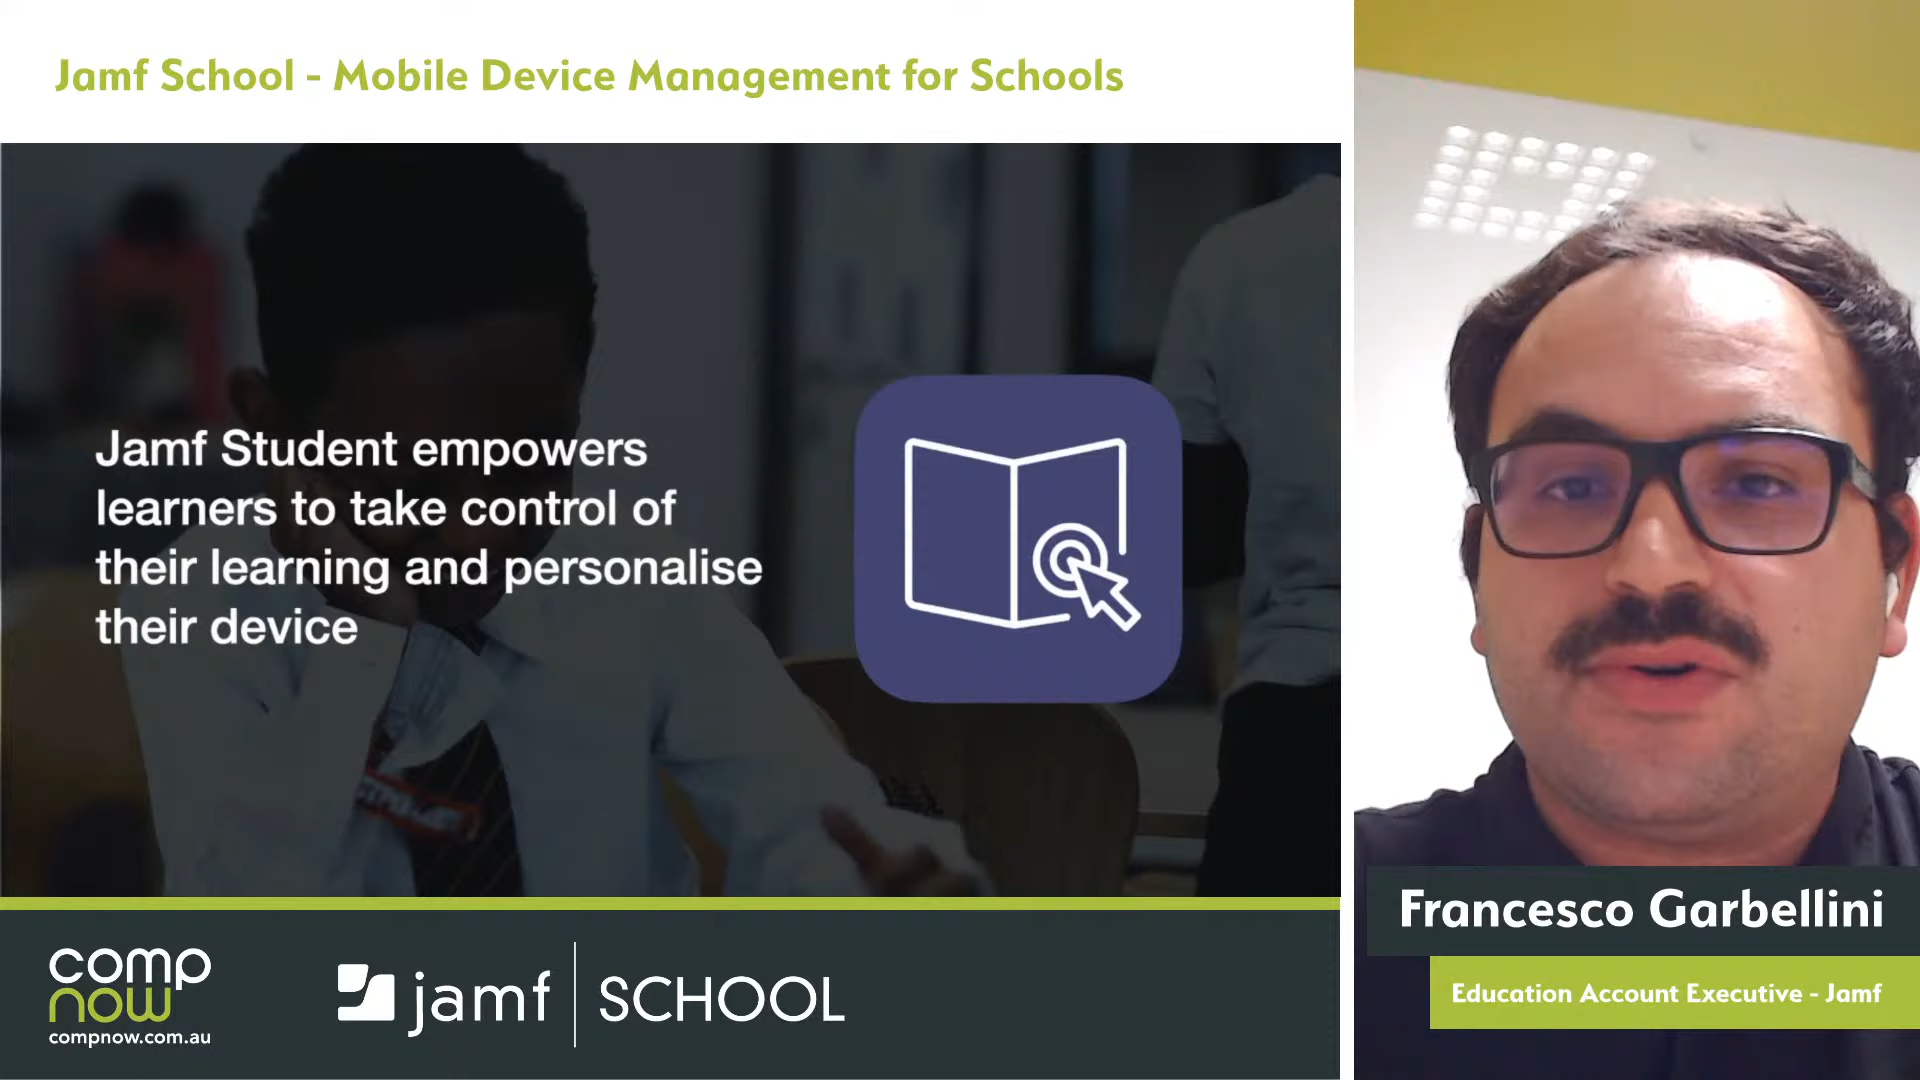 Jamf School - Mobile Device Management for Schools
Jamf Student empowers
learners to take control of
their learning and personalise
their device
comp
now
compnow.com.au
jamf | SCHOOL
Francesco Garbellini
Education Account Executive - Jamf